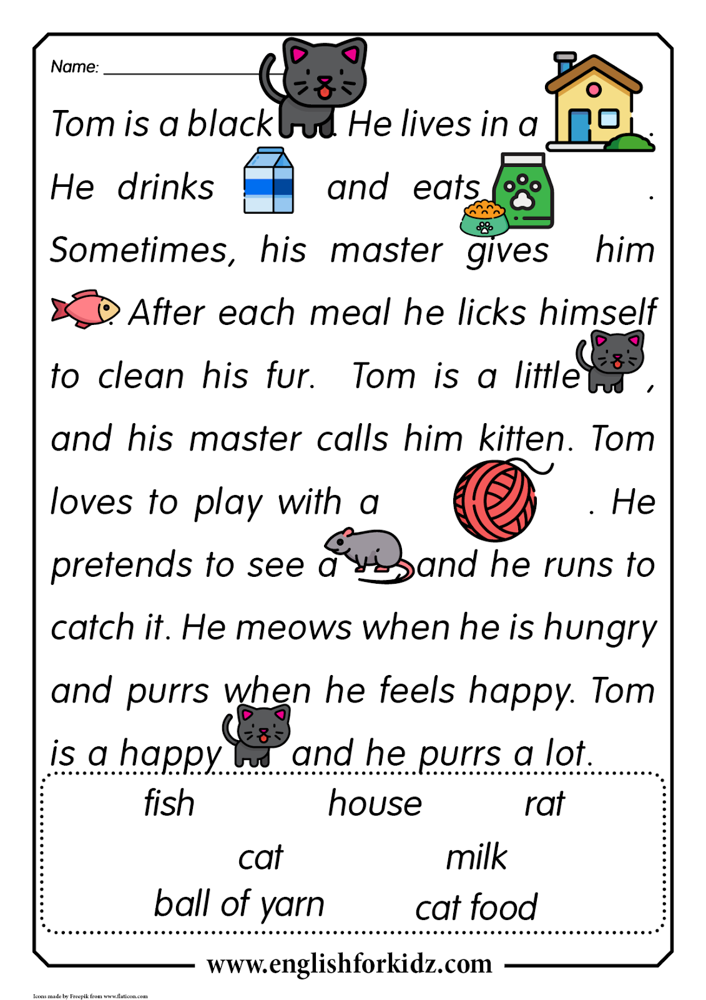 Name:
Tom is a black . He lives in a .
He drinks and eats .
Sometimes, his master gives him
. After each meal he licks himself
to clean his fur. Tom is a little ,
and his master calls him kitten. Tom
loves to play with a . He
pretends to see a and he runs to
catch it. He meows when he is hungry
and purrs when he feels happy. Tom
is a happy and he purrs a lot.
fish house rat
cat milk
ball of yarn cat food
www.englishforkidz.com
Icons made by Freepik from www.flaticon.com